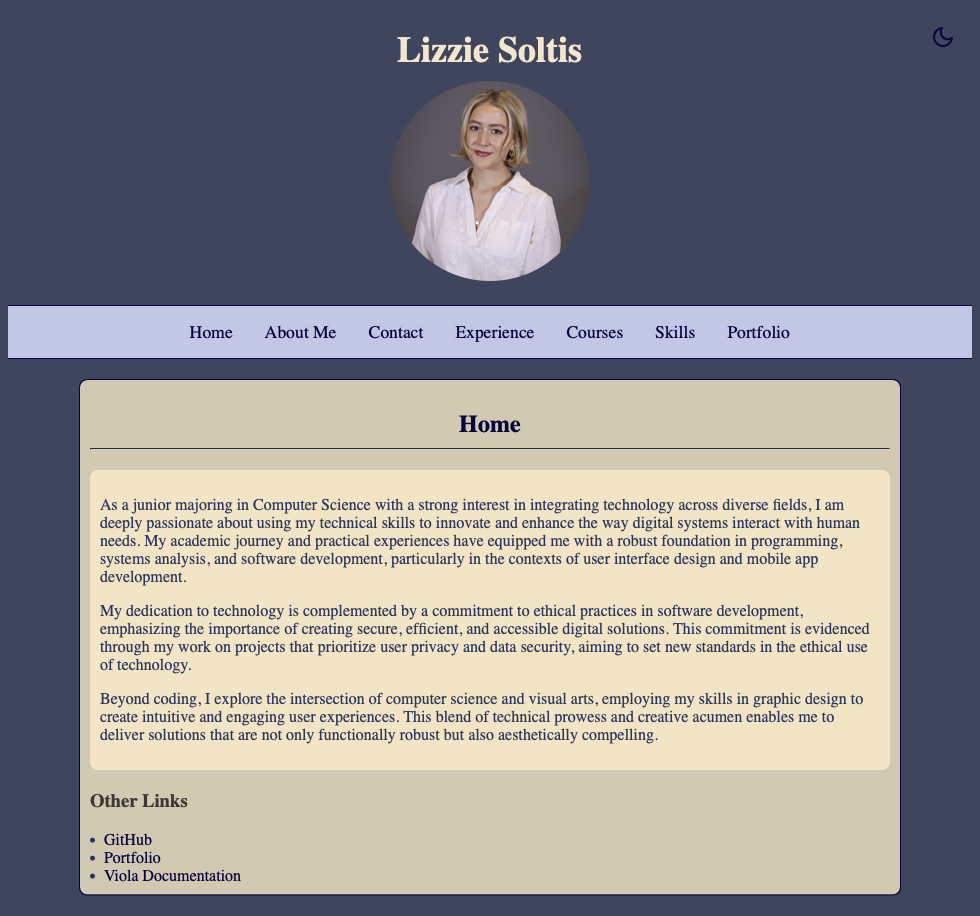 Lizzie Soltis
Home About Me Contact Experience Courses Skills Portfolio
Home
As a junior majoring in Computer Science with a strong interest in integrating technology across diverse fields, I am
deeply passionate about using my technical skills to innovate and enhance the way digital systems interact with human
needs. My academic journey and practical experiences have equipped me with a robust foundation in programming,
systems analysis, and software development, particularly in the contexts of user interface design and mobile app
development.
My dedication to technology is complemented by a commitment to ethical practices in software development,
emphasizing the importance of creating secure, efficient, and accessible digital solutions. This commitment is evidenced
through my work on projects that prioritize user privacy and data security, aiming to set new standards in the ethical use
of technology.
Beyond coding, I explore the intersection of computer science and visual arts, employing my skills in graphic design to
create intuitive and engaging user experiences. This blend of technical prowess and creative acumen enables me to
deliver solutions that are not only functionally robust but also aesthetically compelling.
Other Links
• GitHub
• Portfolio
• Viola Documentation